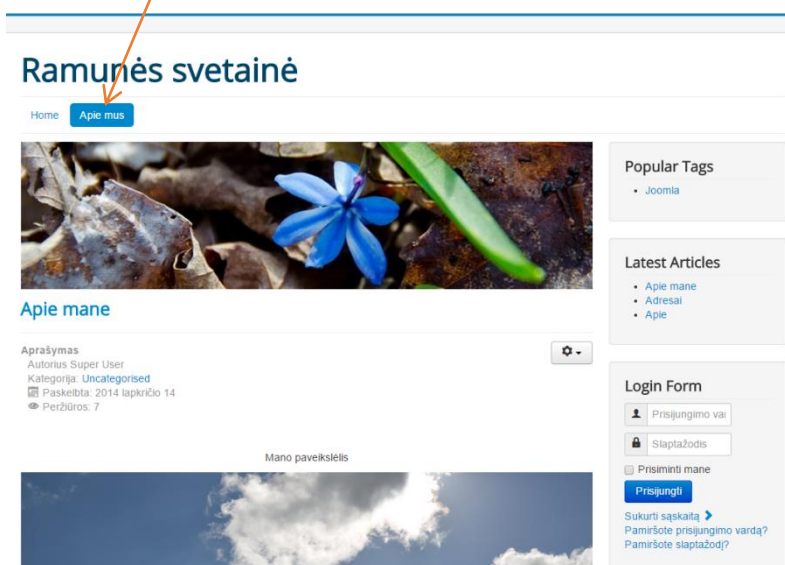 Ramunės svetainė
Home Apie mus
Apie mane
Aprašymas
Autorius Super User
Kategorija: Uncategorised
Paskelbta: 2014 lapkričio 14
Peržiūros: 7
Mano paveikslėlis
Popular Tags
Joomla
Latest Articles
Apie mane
Adresai
Apie
Login Form
Prisijungimo va
Slaptažodis
Prisiminti mane
Prisijungti
Sukurti sąskaitą
Pamiršote prisijungimo vardą?
Pamiršote slaptažodį?